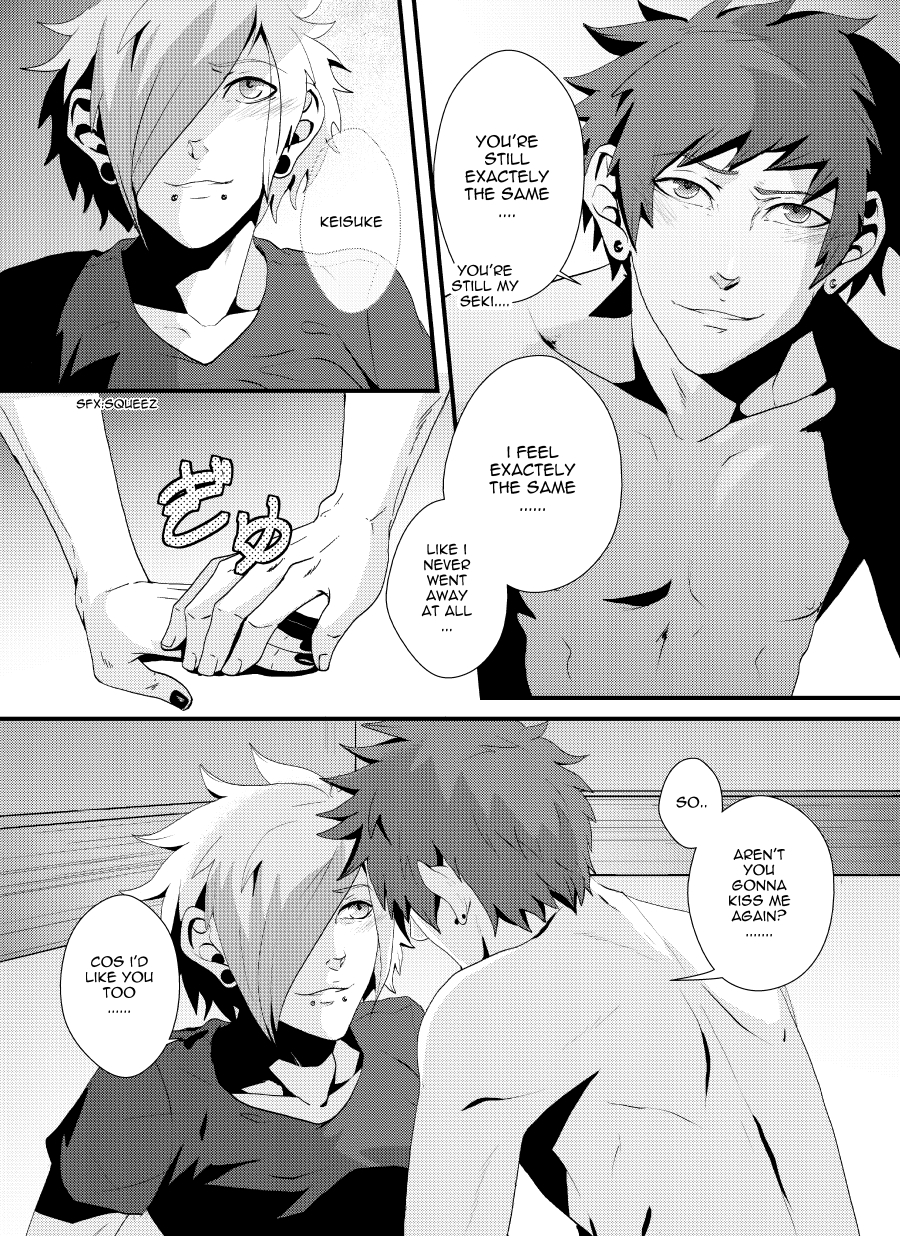 KEISUKE
YOU'RE
STILL
EXACTELY
THE SAME
....
YOU'RE
STILL MY
SEKI....
SFX:SQUEEZ
ぎゅ
I FEEL
EXACTELY
THE SAME
......
LIKE I
NEVER
WENT
AWAY
AT ALL
...
SO..
AREN'T
YOU
GONNA
KISS ME
AGAIN?
.......
COS I'D
LIKE YOU
TOO
......